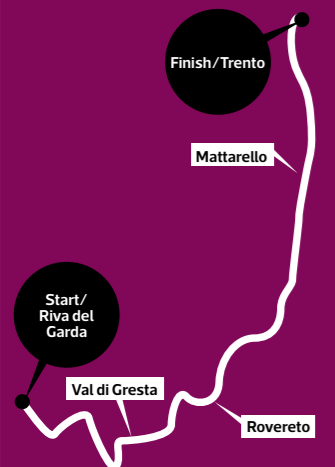 Finish/Trento
Mattarello
Start/
Riva del
Garda
Val di Gresta
Rovereto